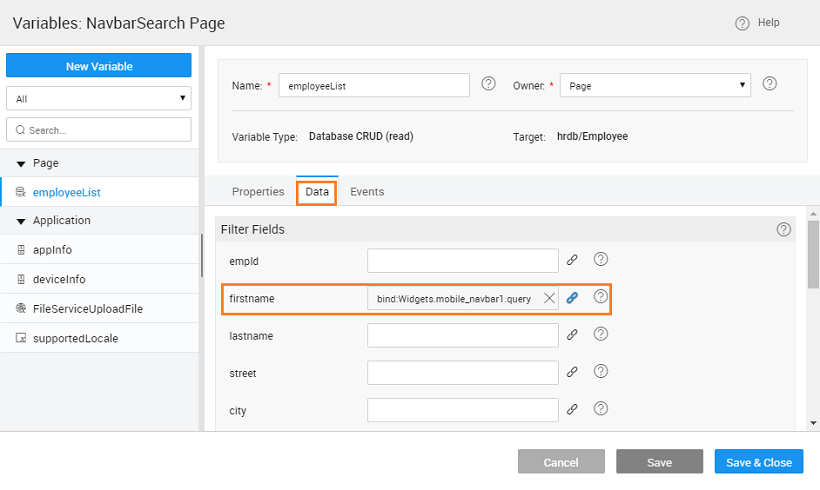 Variables: NavbarSearch Page
Help
New Variable
All
Search...
Page
employeeList
Application
appInfo
deviceInfo
FileServiceUploadFile
supportedLocale
Name: * employeeList
Owner: * Page
Variable Type: Database CRUD (read)
Target: hrdb/Employee
Properties Data Events
Filter Fields
empId
firstname bind:Widgets.mobile_navbar1.query
lastname
street
city
Cancel Save Save & Close